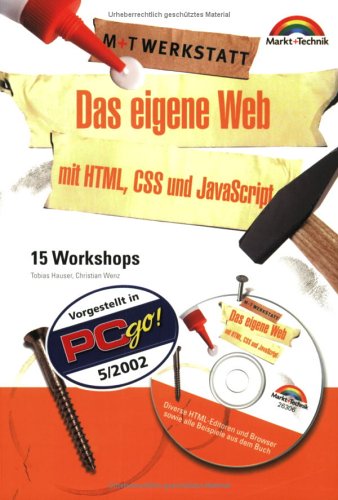 Urheberrechtlich geschütztes Material
M+T WERKSTATT
Markt+Technik
Das eigene Web
mit HTML, CSS und JavaScript
15 Workshops
Tobias Hauser, Christian Wenz
Vorgestellt in
PCgo!
5/2002
M+T WERKSTATT
Das eigene Web
mit HTML, CSS und JavaScript
Markt+Technik
26306
Diverse HTML-Editoren und Browser
sowie alle Beispiele aus dem Buch